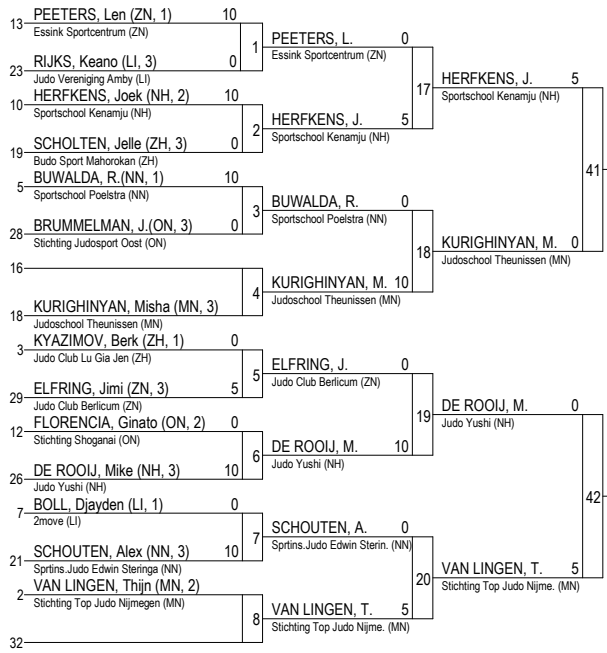 13 PEETERS, Len (ZN, 1) 10
Essink Sportcentrum (ZN)
1
23 RIJKS, Keano (LI, 3) 0
Judo Vereniging Amby (LI)
10 HERFKENS, Joek (NH, 2) 10
Sportschool Kenamju (NH)
2
19 SCHOLTEN, Jelle (ZH, 3) 0
Budo Sport Mahorokan (ZH)
5 BUWALDA, R.(NN, 1) 10
Sportschool Poelstra (NN)
3
28 BRUMMELMAN, J.(ON, 3) 0
Stichting Judosport Oost (ON)
16
4
18 KURIGHINYAN, Misha (MN, 3)
Judoschool Theunissen (MN)
3 KYAZIMOV, Berk (ZH, 1) 0
Judo Club Lu Gia Jen (ZH)
5
29 ELFRING, Jimi (ZN, 3) 5
Judo Club Berlicum (ZN)
12 FLORENCIA, Ginato (ON, 2) 0
Stichting Shoganai (ON)
6
26 DE ROOIJ, Mike (NH, 3) 10
Judo Yushi (NH)
7 BOLL, Djayden (LI, 1) 0
2move (LI)
7
21 SCHOUTEN, Alex (NN, 3) 10
Sprtins.Judo Edwin Steringa (NN)
2 VAN LINGEN, Thijn (MN, 2)
Stichting Top Judo Nijmegen (MN)
8
32
PEETERS, L. 0
Essink Sportcentrum (ZN)
17
HERFKENS, J. 5
Sportschool Kenamju (NH)
BUWALDA, R. 0
Sportschool Poelstra (NN)
18
KURIGHINYAN, M. 10
Judoschool Theunissen (MN)
ELFRING, J. 0
Judo Club Berlicum (ZN)
19
DE ROOIJ, M. 10
Judo Yushi (NH)
SCHOUTEN, A. 0
Sprtins.Judo Edwin Sterin. (NN)
20
VAN LINGEN, T. 5
Stichting Top Judo Nijme. (MN)
HERFKENS, J. 5
Sportschool Kenamju (NH)
41
KURIGHINYAN, M. 0
Judoschool Theunissen (MN)
DE ROOIJ, M. 0
Judo Yushi (NH)
42
VAN LINGEN, T. 5
Stichting Top Judo Nijme. (MN)